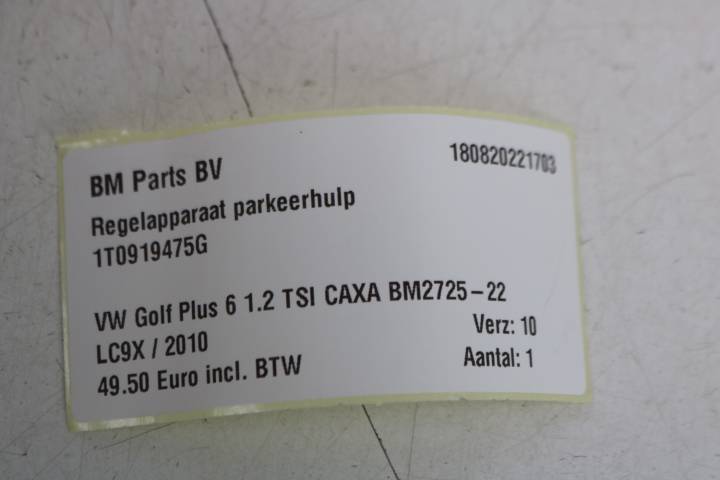 BM Parts BV
180820221703
Regelapparaat parkeerhulp
1T0919475G
VW Golf Plus 6 1.2 TSI CAXA BM2725-22
LC9X / 2010
Verz: 10
49.50 Euro incl. BTW
Aantal: 1